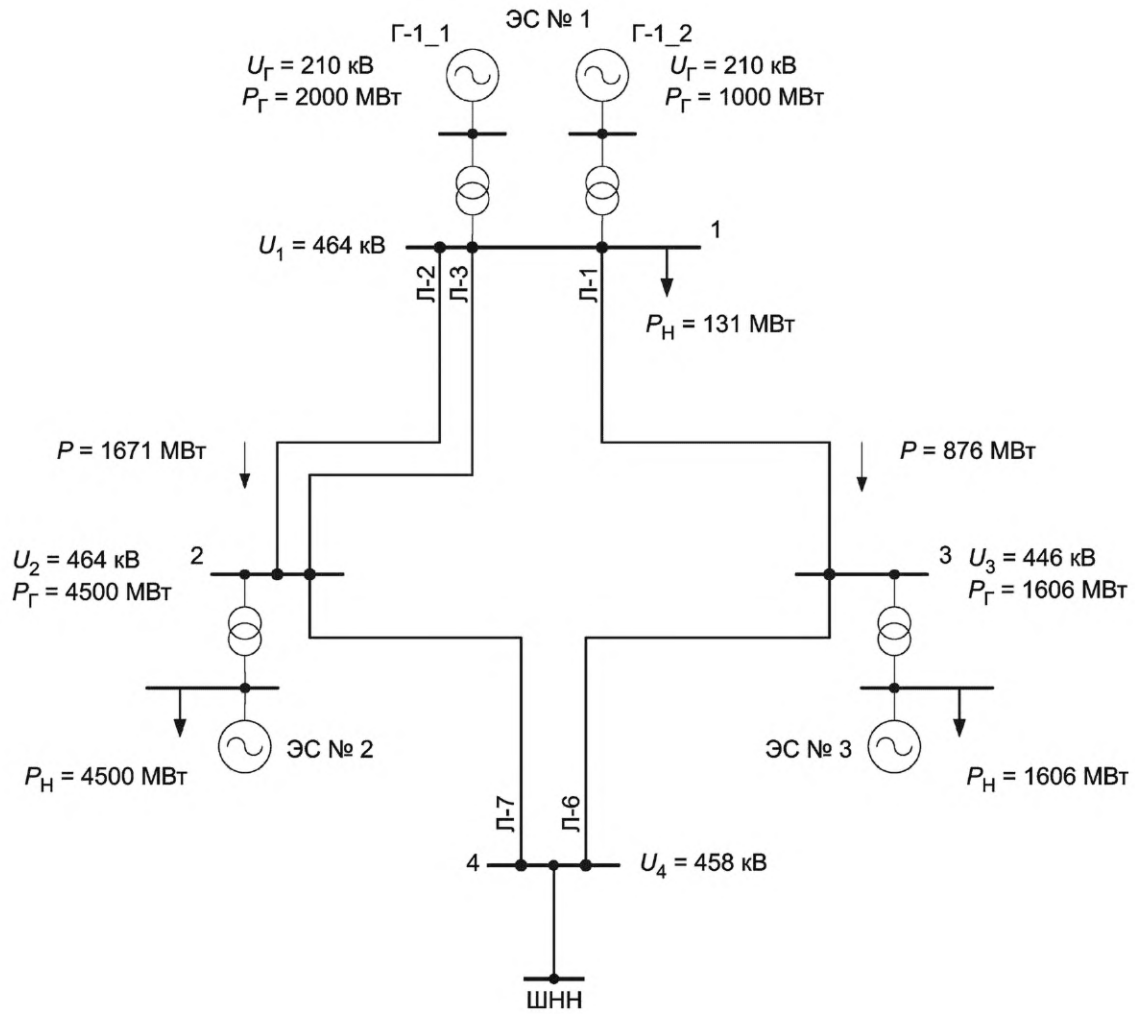 ЭС № 1
Г-1_1
Г-1_2
U_Г = 210 кВ
P_Г = 2000 МВт
U_Г = 210 кВ
P_Г = 1000 МВт
1
U_1 = 464 кВ
Л-2
Л-3
Л-1
P_Н = 131 МВт
P = 1671 МВт
P = 876 МВт
2
U_2 = 464 кВ
P_Г = 4500 МВт
3
U_3 = 446 кВ
P_Г = 1606 МВт
ЭС № 2
ЭС № 3
P_Н = 4500 МВт
P_Н = 1606 МВт
Л-7
Л-6
4
U_4 = 458 кВ
ШНН